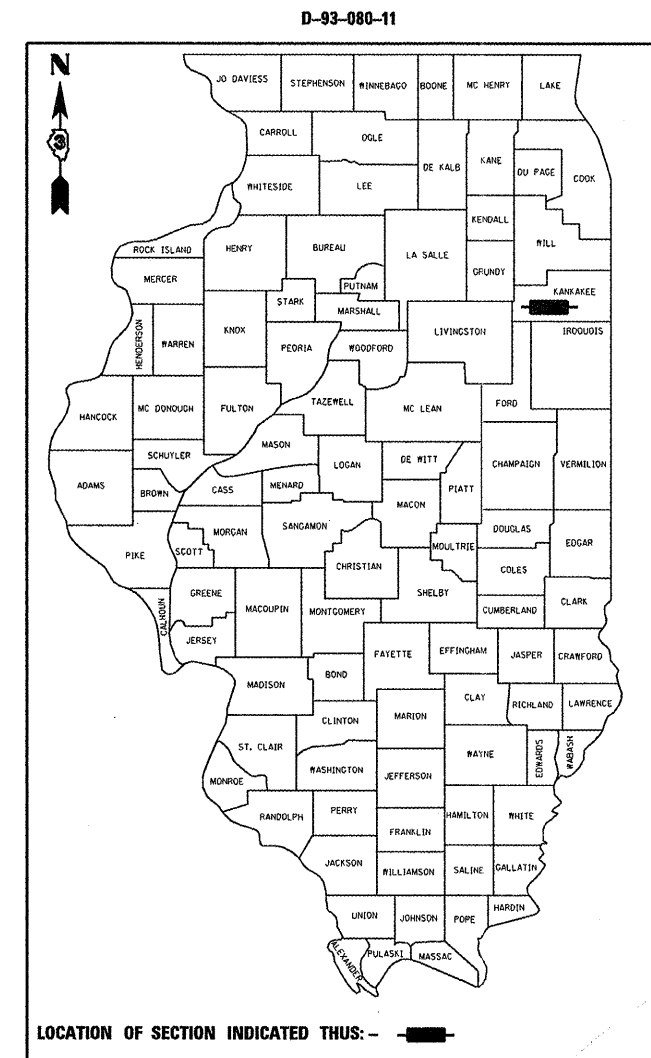 D-93-080-11
N
3
JO DAVIESS STEPHENSON WINNEBAGO BOONE MC HENRY LAKE
CARROLL OGLE
DE KALB KANE DU PAGE COOK
WHITESIDE LEE
KENDALL
ROCK ISLAND HENRY BUREAU LA SALLE WILL
MERCER PUTNAM GRUNDY
STARK MARSHALL KANKAKEE
HENDERSON WARREN KNOX PEORIA WOODFORD LIVINGSTON IROQUOIS
HANCOCK MC DONOUGH FULTON TAZEWELL MC LEAN FORD
SCHUYLER MASON LOGAN DE WITT CHAMPAIGN VERMILION
ADAMS BROWN CASS MENARD PIATT
MACON
PIKE SCOTT MORGAN SANGAMON MOULTRIE DOUGLAS EDGAR
CHRISTIAN COLES
CALHOUN GREENE MACOUPIN MONTGOMERY SHELBY CUMBERLAND CLARK
JERSEY
FAYETTE EFFINGHAM JASPER CRAWFORD
MADISON BOND
CLINTON MARION CLAY RICHLAND LAWRENCE
ST. CLAIR WAYNE EDWARDS WABASH
MONROE WASHINGTON JEFFERSON
RANDOLPH PERRY HAMILTON WHITE
FRANKLIN
JACKSON WILLIAMSON SALINE GALLATIN
UNION JOHNSON POPE HARDIN
ALEXANDER PULASKI MASSAC
LOCATION OF SECTION INDICATED THUS: -